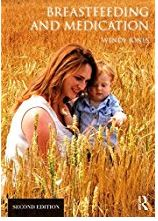 BREASTFEEDING
AND MEDICATION
WENDY JONES
SECOND EDITION
R